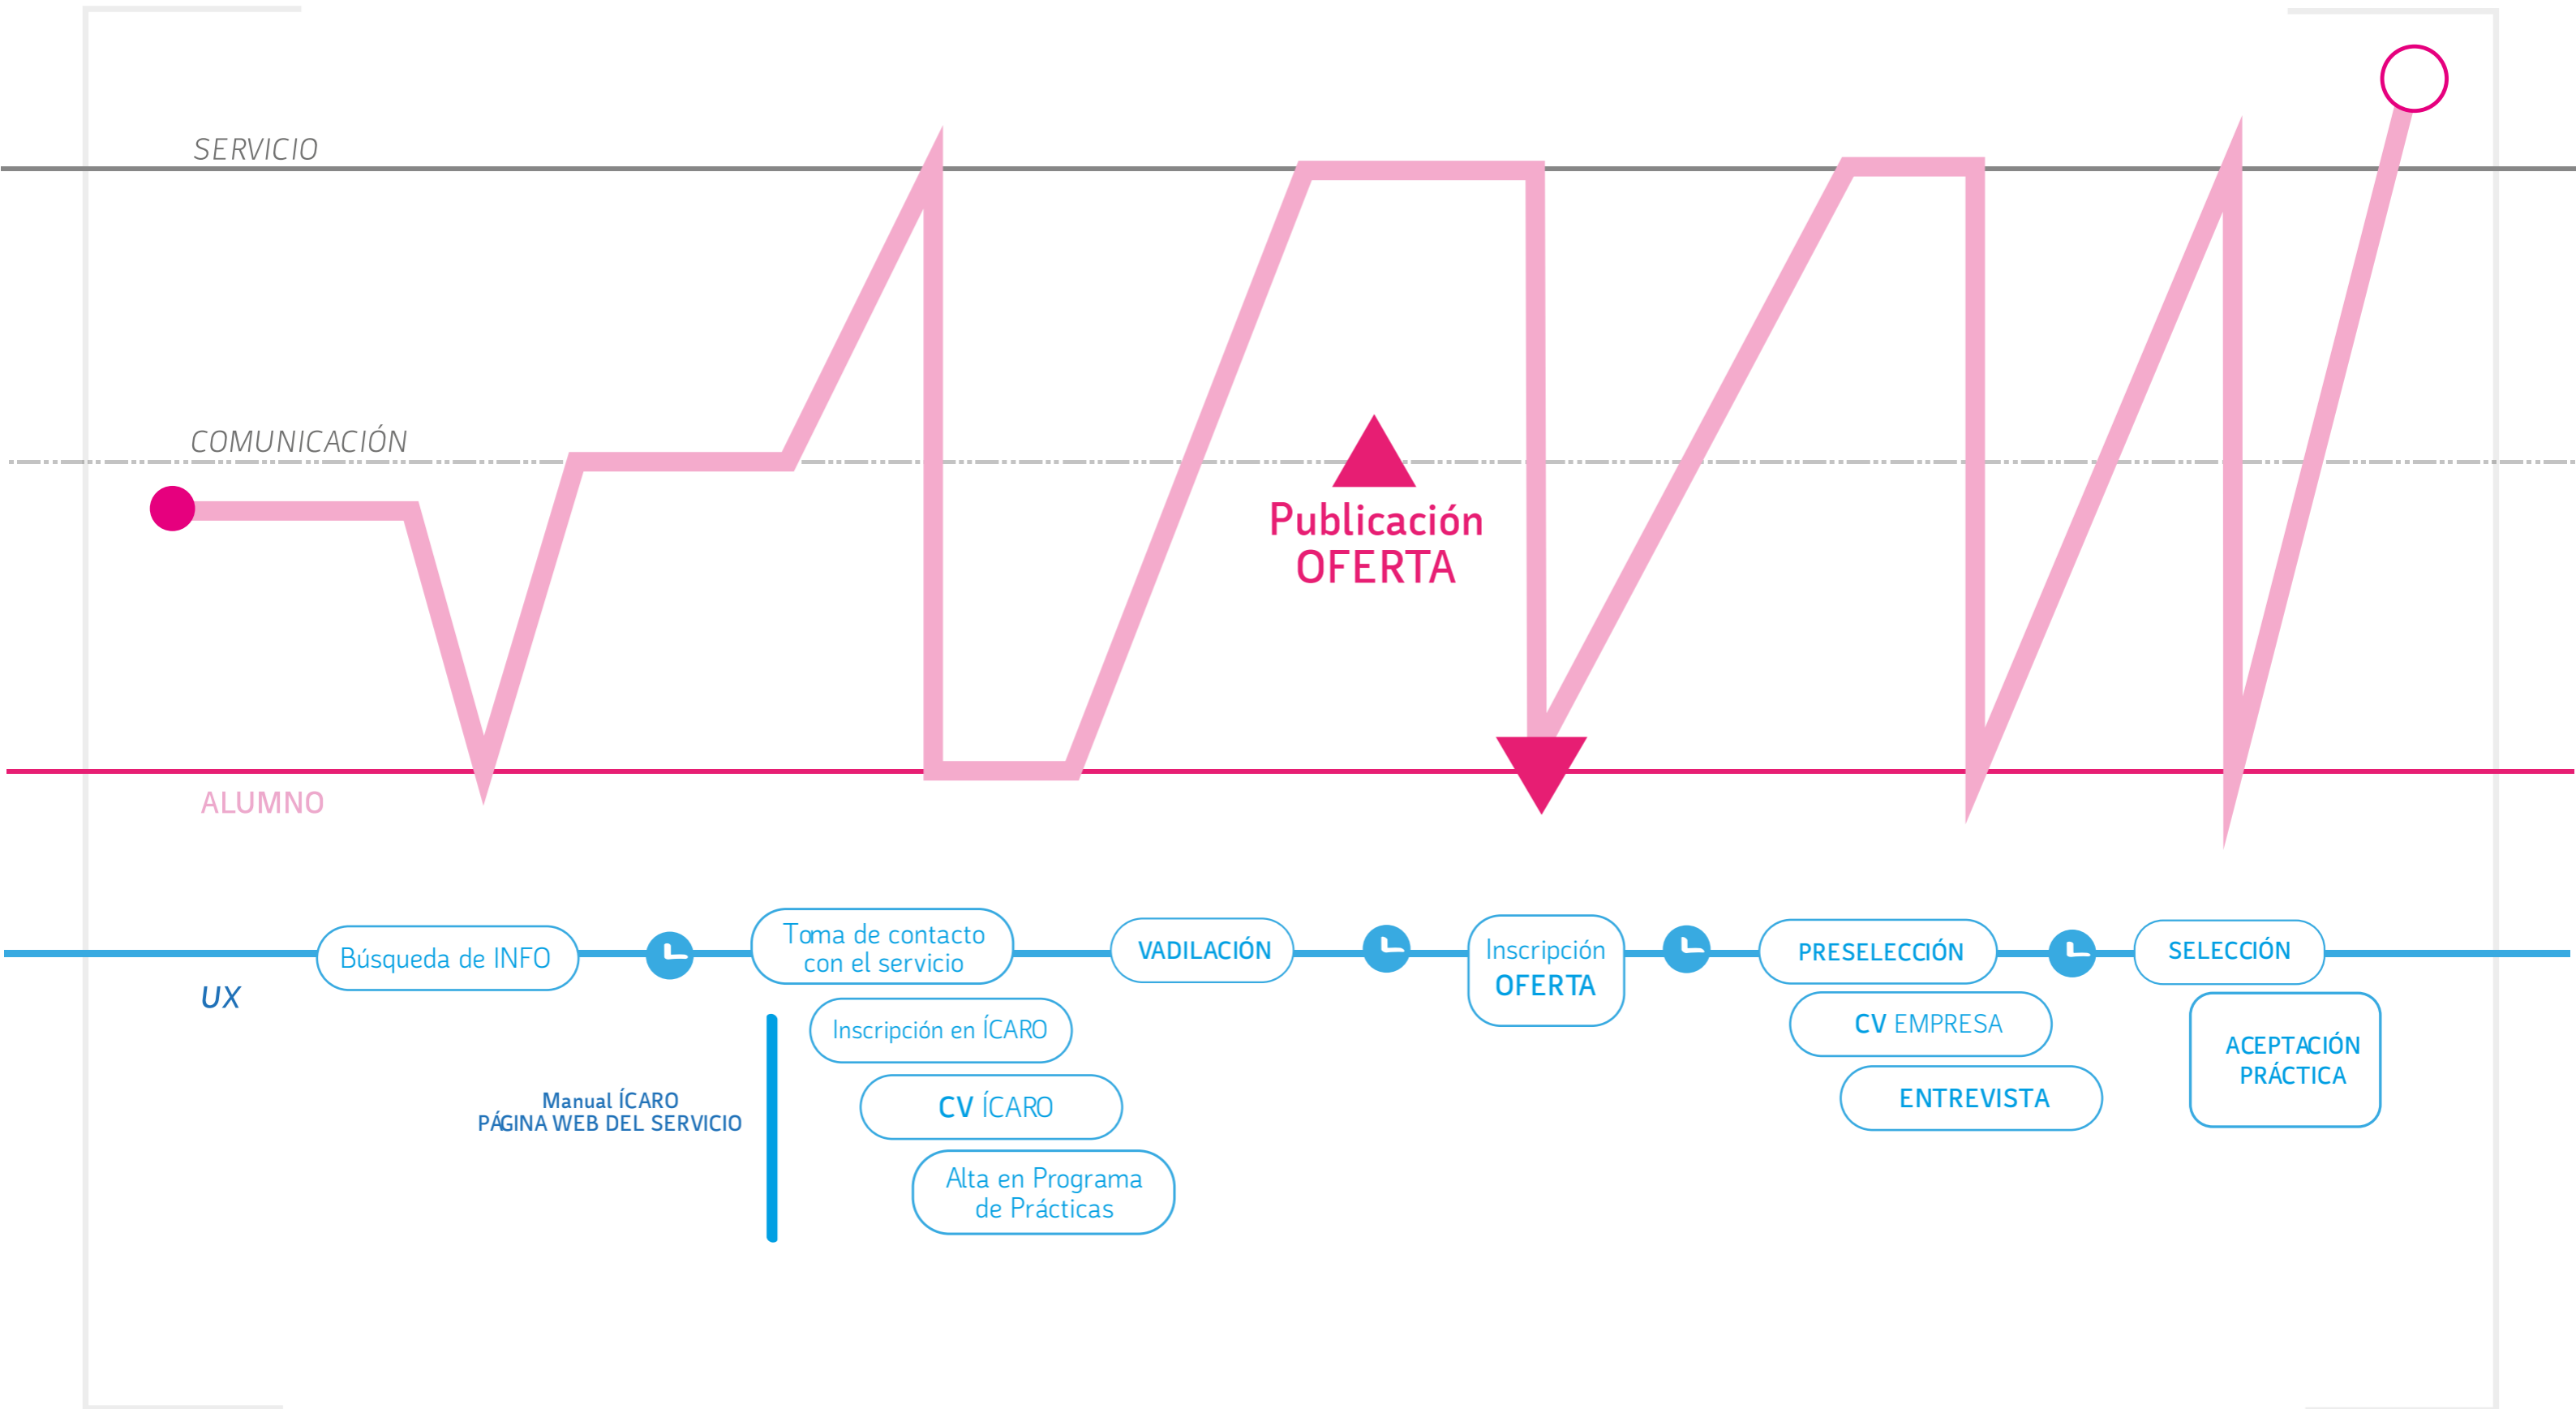 SERVICIO
COMUNICACIÓN
Publicación
OFERTA
ALUMNO
UX
Búsqueda de INFO
Toma de contacto
con el servicio
VADILACIÓN
Inscripción
OFERTA
PRESELECCIÓN
SELECCIÓN
Inscripción en ÍCARO
CV ÍCARO
Alta en Programa
de Prácticas
Manual ÍCARO
PÁGINA WEB DEL SERVICIO
CV EMPRESA
ENTREVISTA
ACEPTACIÓN
PRÁCTICA